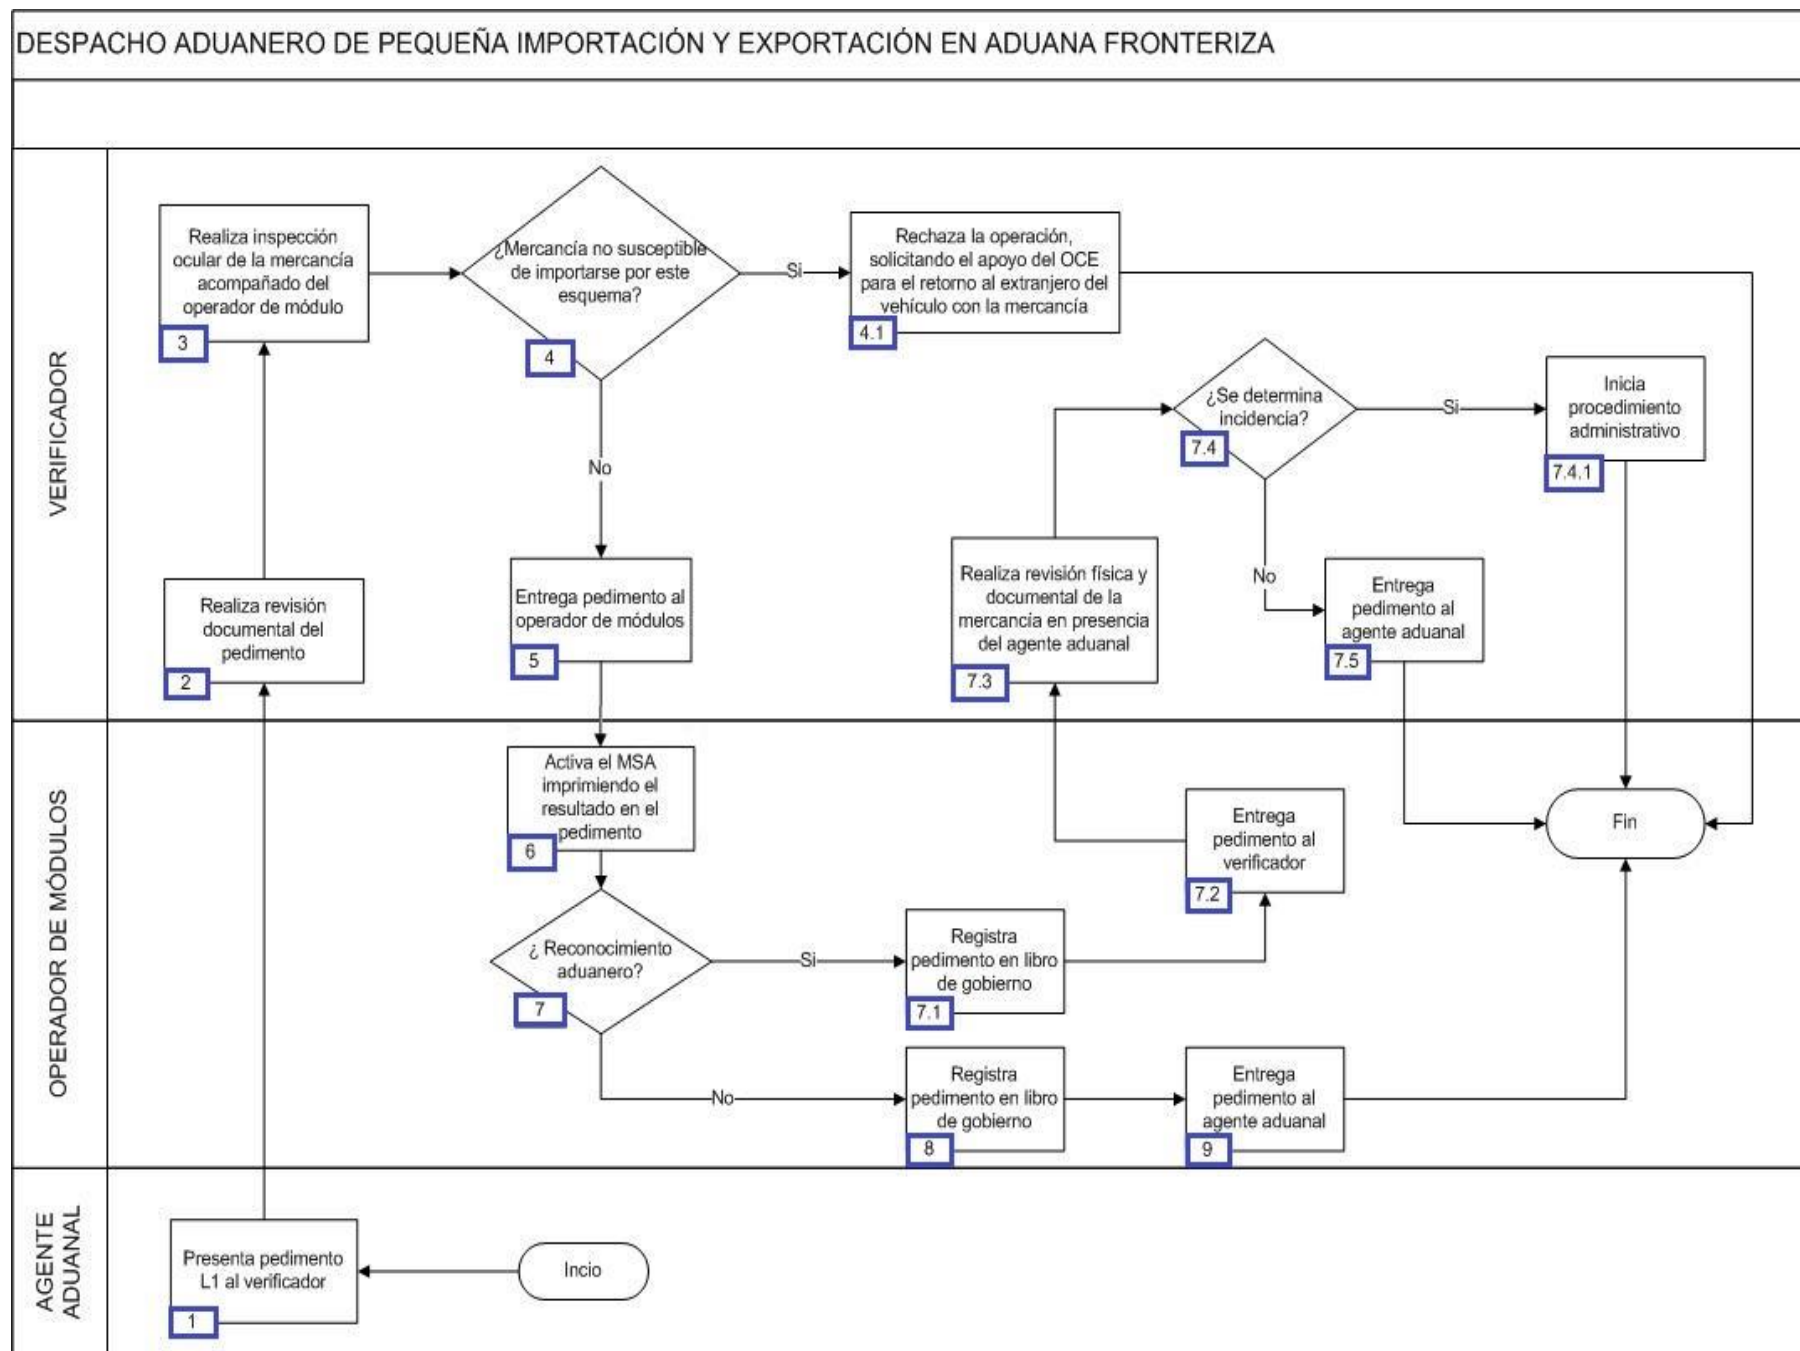 DESPACHO ADUANERO DE PEQUEÑA IMPORTACIÓN Y EXPORTACIÓN EN ADUANA FRONTERIZA
VERIFICADOR
Realiza inspección
ocular de la mercancía
acompañado del
operador de módulo
3
¿Mercancía no susceptible
de importarse por este
esquema?
4
Si
Rechaza la operación,
solicitando el apoyo del OCE
para el retorno al extranjero del
vehículo con la mercancía
4.1
No
¿Se determina
incidencia?
7.4
Si
Inicia
procedimiento
administrativo
7.4.1
No
Realiza revisión
documental del
pedimento
2
Entrega pedimento al
operador de módulos
5
Realiza revisión física y
documental de la
mercancía en presencia
del agente aduanal
7.3
Entrega
pedimento al
agente aduanal
7.5
OPERADOR DE MÓDULOS
Activa el MSA
imprimiendo el
resultado en el
pedimento
6
Entrega
pedimento al
verificador
7.2
Fin
¿ Reconocimiento
aduanero?
7
Si
Registra
pedimento en libro
de gobierno
7.1
No
Registra
pedimento en libro
de gobierno
8
Entrega
pedimento al
agente aduanal
9
AGENTE
ADUANAL
Presenta pedimento
L1 al verificador
1
Incio